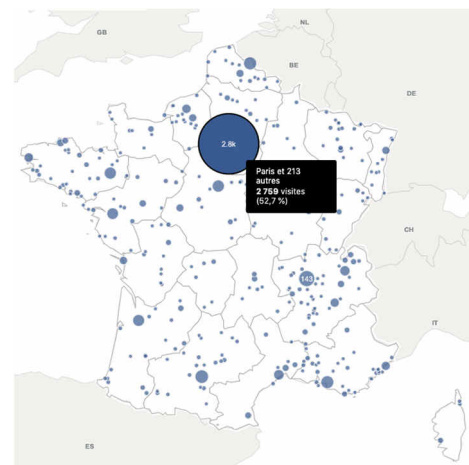 GB
NL
BE
DE
2.8k
Paris et 213
autres
2 759 visites
(52,7 %)
CH
143
IT
ES